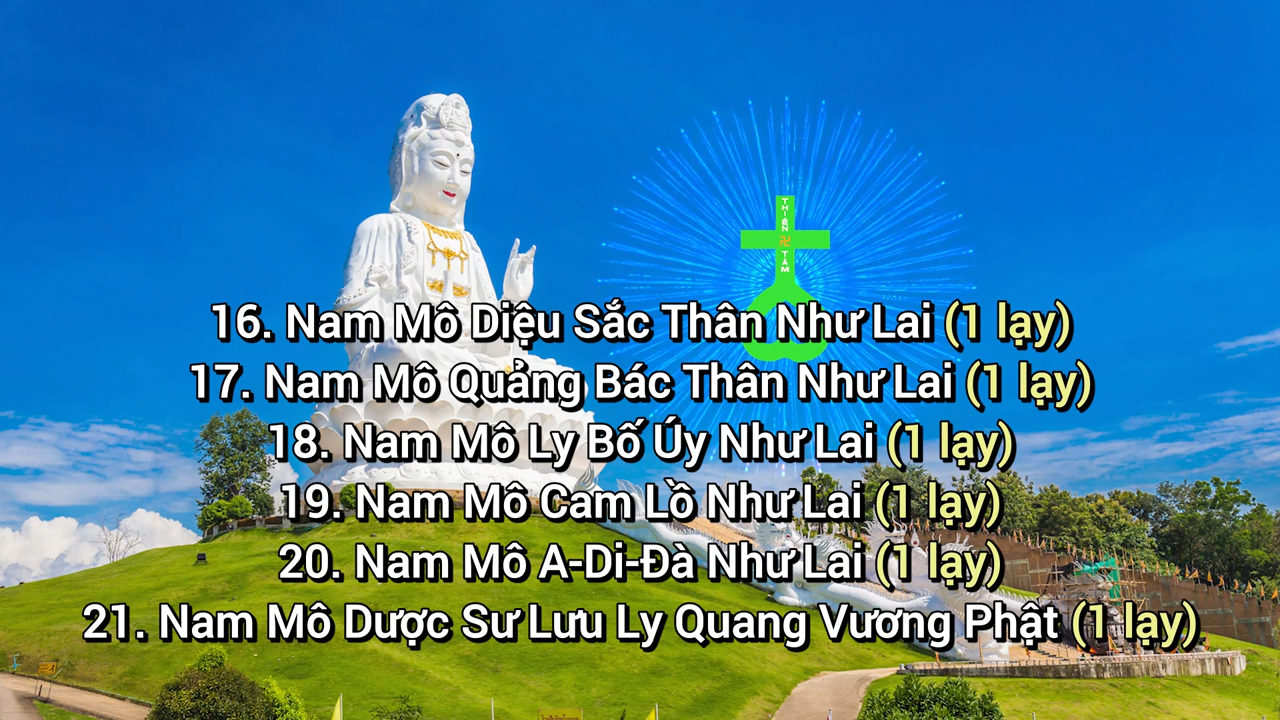 THIÊN
TÂM
16. Nam Mô Diệu Sắc Thân Như Lai (1 lạy)
17. Nam Mô Quảng Bác Thân Như Lai (1 lạy)
18. Nam Mô Ly Bố Úy Như Lai (1 lạy)
19. Nam Mô Cam Lồ Như Lai (1 lạy)
20. Nam Mô A-Di-Đà Như Lai (1 lạy)
21. Nam Mô Dược Sư Lưu Ly Quang Vương Phật (1 lạy)